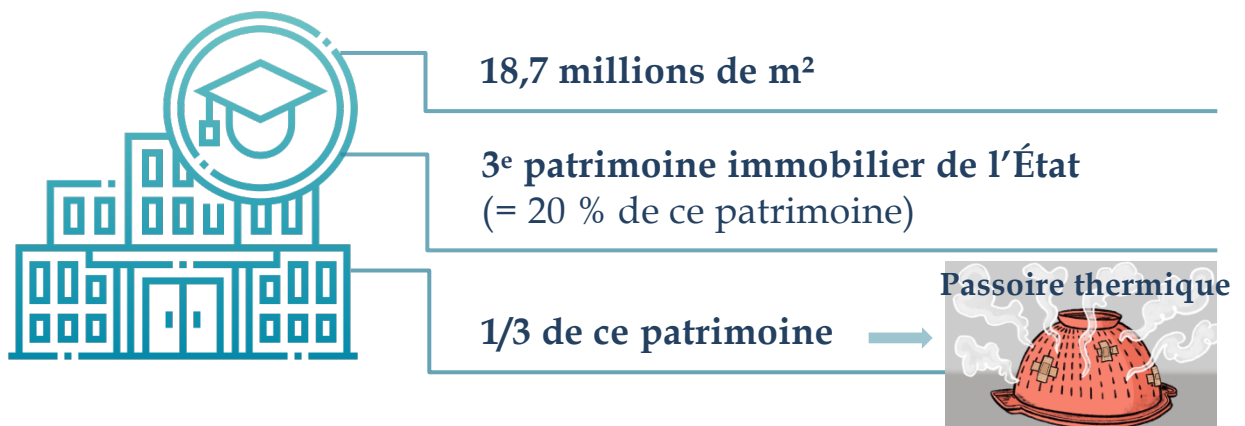 18,7 millions de m²
3ᵉ patrimoine immobilier de l’État
(= 20 % de ce patrimoine)
Passoire thermique
1/3 de ce patrimoine